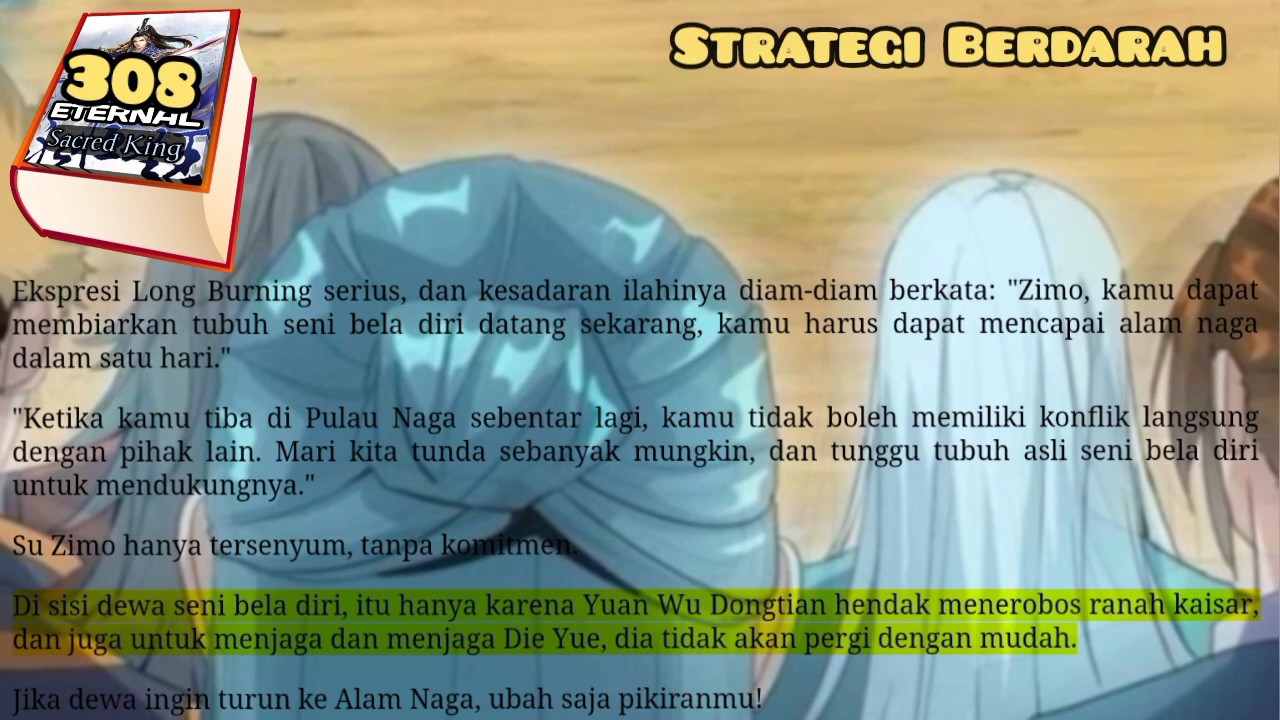 308
ETERNAL
Sacred King
Strategi Berdarah
Ekspresi Long Burning serius, dan kesadaran ilahinya diam-diam berkata: "Zimo, kamu dapat
membiarkan tubuh seni bela diri datang sekarang, kamu harus dapat mencapai alam naga
dalam satu hari."
"Ketika kamu tiba di Pulau Naga sebentar lagi, kamu tidak boleh memiliki konflik langsung
dengan pihak lain. Mari kita tunda sebanyak mungkin, dan tunggu tubuh asli seni bela diri
untuk mendukungnya."
Su Zimo hanya tersenyum, tanpa komitmen.
Di sisi dewa seni bela diri, itu hanya karena Yuan Wu Dongtian hendak menerobos ranah kaisar,
dan juga untuk menjaga dan menjaga Die Yue, dia tidak akan pergi dengan mudah.
Jika dewa ingin turun ke Alam Naga, ubah saja pikiranmu!